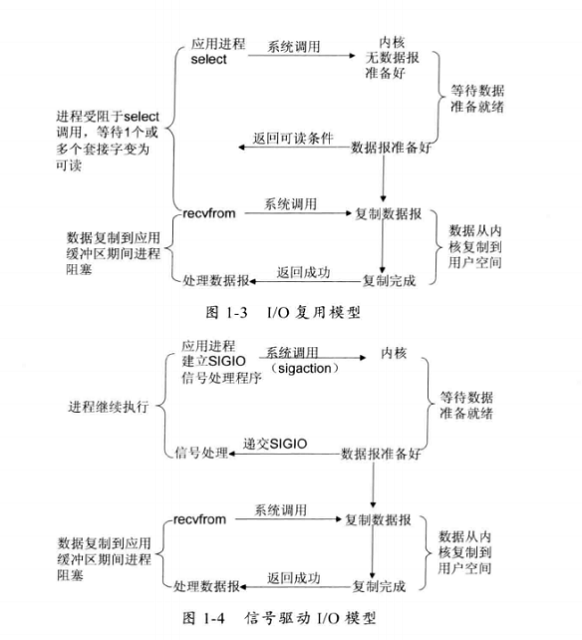 应用进程
select
系统调用
内核
无数据报
准备好
等待数据
准备就绪
进程受阻于select
调用，等待1个或
多个套接字变为
可读
返回可读条件
数据报准备好
recvfrom
系统调用
复制数据报
数据复制到应用
缓冲区期间进程
阻塞
数据从内
核复制到
用户空间
处理数据报
返回成功
复制完成
图 1-3 I/O 复用模型
应用进程
建立SIGIO
信号处理程序
系统调用
（sigaction）
内核
进程继续执行
等待数据
准备就绪
信号处理
递交SIGIO
数据报准备好
recvfrom
系统调用
复制数据报
数据复制到应用
缓冲区期间进程
阻塞
数据从内
核复制到
用户空间
处理数据报
返回成功
复制完成
图 1-4 信号驱动 I/O 模型